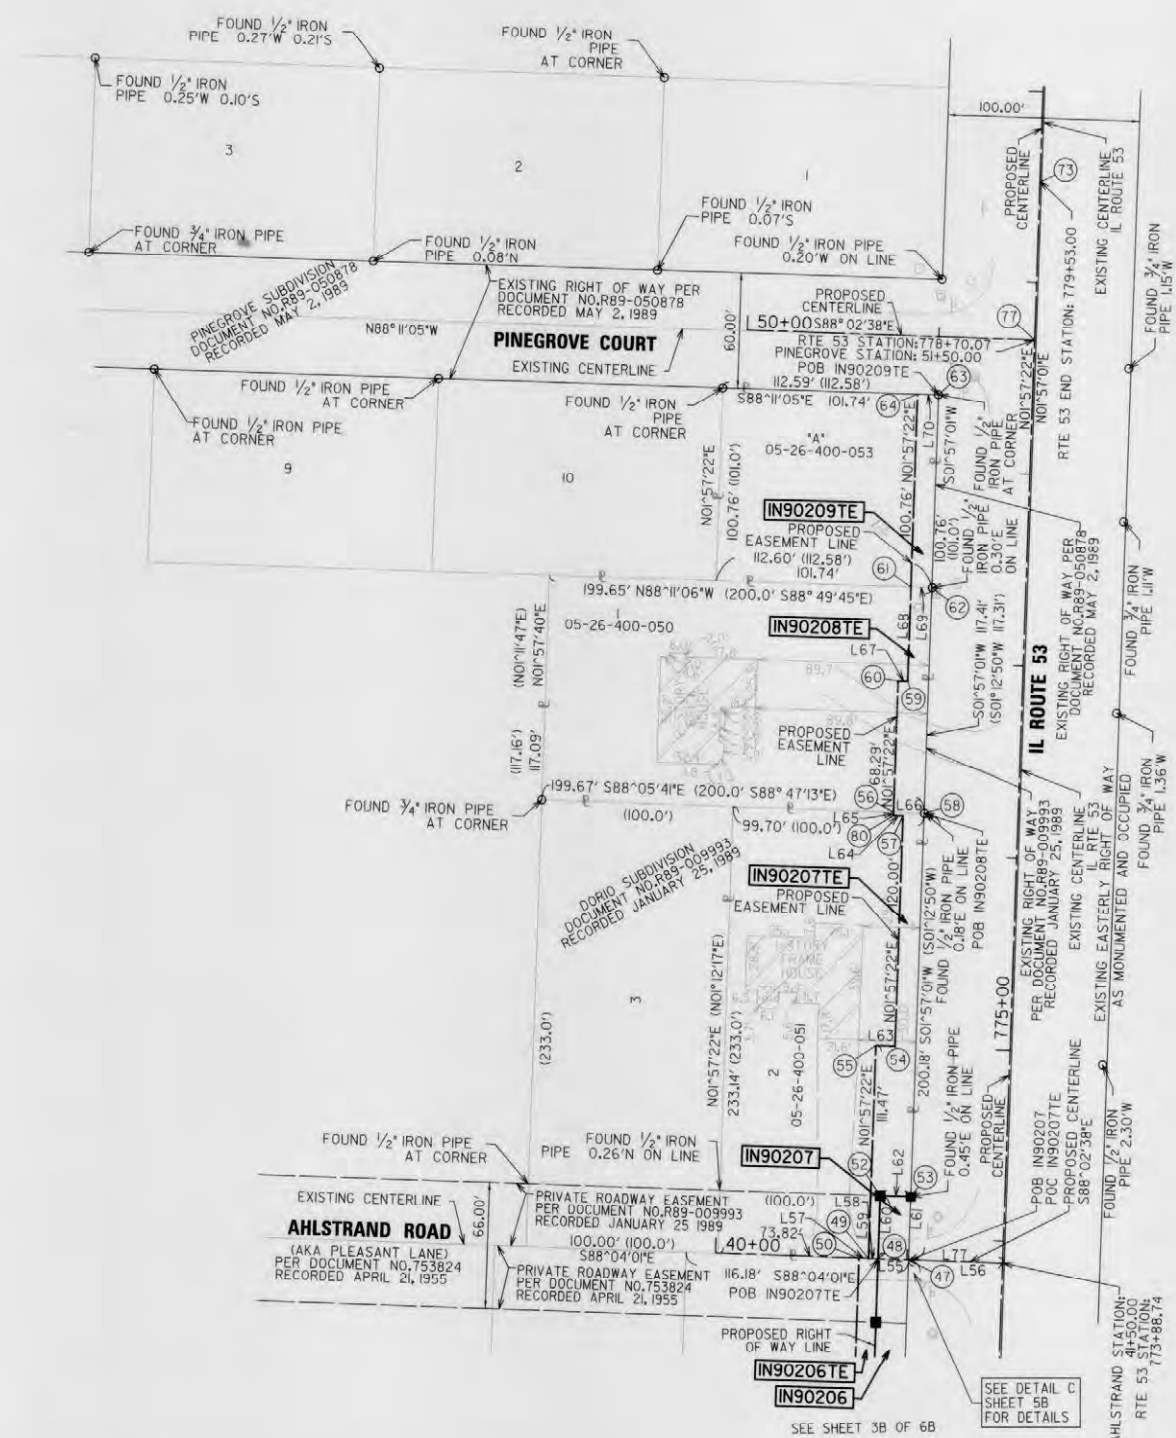 FOUND 1/2" IRON
PIPE 0.27'W 0.21'S
FOUND 1/2" IRON
PIPE
AT CORNER
FOUND 1/2" IRON
PIPE 0.25'W 0.10'S
3
2
1
100.00'
PROPOSED
CENTERLINE
73
EXISTING CENTERLINE
IL ROUTE 53
RTE 53 END STATION: 779+53.00
FOUND 3/4" IRON
PIPE 1.15'W
FOUND 3/4" IRON PIPE
AT CORNER
FOUND 1/2" IRON
PIPE 0.08'N
FOUND 1/2" IRON
PIPE 0.07'S
FOUND 1/2" IRON PIPE
0.20'W ON LINE
PINEGROVE SUBDIVISION
DOCUMENT NO.R89-050878
RECORDED MAY 2, 1989
EXISTING RIGHT OF WAY PER
DOCUMENT NO.R89-050878
RECORDED MAY 2, 1989
N88°11'05"W
PINEGROVE COURT
EXISTING CENTERLINE
60.00'
PROPOSED
CENTERLINE
50+00
S88°02'38"E
77
RTE 53 STATION:778+70.07
PINEGROVE STATION: 51+50.00
POB IN90209TE
112.59' (112.58')
S88°11'05"E 101.74'
63
64
N01°57'22"E
N01°57'01"E
FOUND 1/2" IRON PIPE
AT CORNER
FOUND 1/2" IRON PIPE
AT CORNER
FOUND 1/2" IRON
PIPE
AT CORNER
9
10
"A"
05-26-400-053
N01°57'22"E
100.76' (101.0')
100.76' N01°57'22"E
L70
S01°57'01"W
100.76'
(101.0')
FOUND 1/2"
IRON PIPE
AT CORNER
FOUND 1/2"
IRON PIPE
0.30'E
ON LINE
IN90209TE
PROPOSED
EASEMENT LINE
112.60' (112.58')
101.74'
61
62
EXISTING RIGHT OF WAY PER
DOCUMENT NO.R89-050878
RECORDED MAY 2, 1989
FOUND 3/4" IRON
PIPE 1.11'W
199.65' N88°11'06"W (200.0' S88°49'45"E)
1
05-26-400-050
(N01°11'47"E)
N01°57'40"E
(117.16')
117.09'
IN90208TE
L68
L69
L67
60
59
S01°57'01"W 117.41'
(S01°12'50"W 117.31')
IL ROUTE 53
89.7'
PROPOSED
EASEMENT
LINE
68.29'
N01°57'22"E
199.67' S88°05'41"E (200.0' S88°47'13"E)
FOUND 3/4" IRON PIPE
AT CORNER
(100.0')
99.70' (100.0')
56
L66
58
L65
80
57
L64
EXISTING RIGHT OF WAY
PER DOCUMENT NO.R89-009993
RECORDED JANUARY 25, 1989
EXISTING CENTERLINE
IL RTE 53
EXISTING EASTERLY RIGHT OF WAY
AS MONUMENTED AND OCCUPIED
FOUND 3/4" IRON
PIPE 1.36'W
DORIO SUBDIVISION
DOCUMENT NO.R89-009993
RECORDED JANUARY 25, 1989
IN90207TE
PROPOSED
EASEMENT LINE
120.00'
N01°57'22"E
200.18' S01°57'01"W (S01°12'50"W)
FOUND 1/2" IRON PIPE
0.18'E ON LINE
POB IN90208TE
STORY
FRAME
HOUSE
(233.0')
3
N01°57'22"E (N01°12'17"E)
233.14' (233.0')
2
05-26-400-051
L63
55
54
N01°57'22"E
111.47'
775+00
PROPOSED
CENTERLINE
FOUND 1/2" IRON PIPE
0.45'E ON LINE
POB IN90207
POC IN90207TE
PROPOSED CENTERLINE
S88°02'38"E
FOUND 1/2" IRON
PIPE 2.30'W
FOUND 1/2" IRON PIPE
AT CORNER
FOUND 1/2" IRON
PIPE 0.26'N ON LINE
IN90207
52
L62
53
EXISTING CENTERLINE
AHLSTRAND ROAD
(AKA PLEASANT LANE)
PER DOCUMENT NO.753824
RECORDED APRIL 21, 1955
66.00'
PRIVATE ROADWAY EASEMENT
PER DOCUMENT NO.R89-009993
RECORDED JANUARY 25 1989
100.00' (100.0')
S88°04'01"E
PRIVATE ROADWAY EASEMENT
PER DOCUMENT NO.753824
RECORDED APRIL 21, 1955
(100.0')
L58
L57
73.82'
49
50
L59
L60
L61
48
47
L55
L77
L56
40+00
116.18' S88°04'01"E
POB IN90207TE
PROPOSED RIGHT
OF WAY LINE
IN90206TE
IN90206
SEE DETAIL C
SHEET 5B
FOR DETAILS
AHLSTRAND STATION:
41+50.00
RTE 53 STATION:
773+88.74
SEE SHEET 3B OF 6B